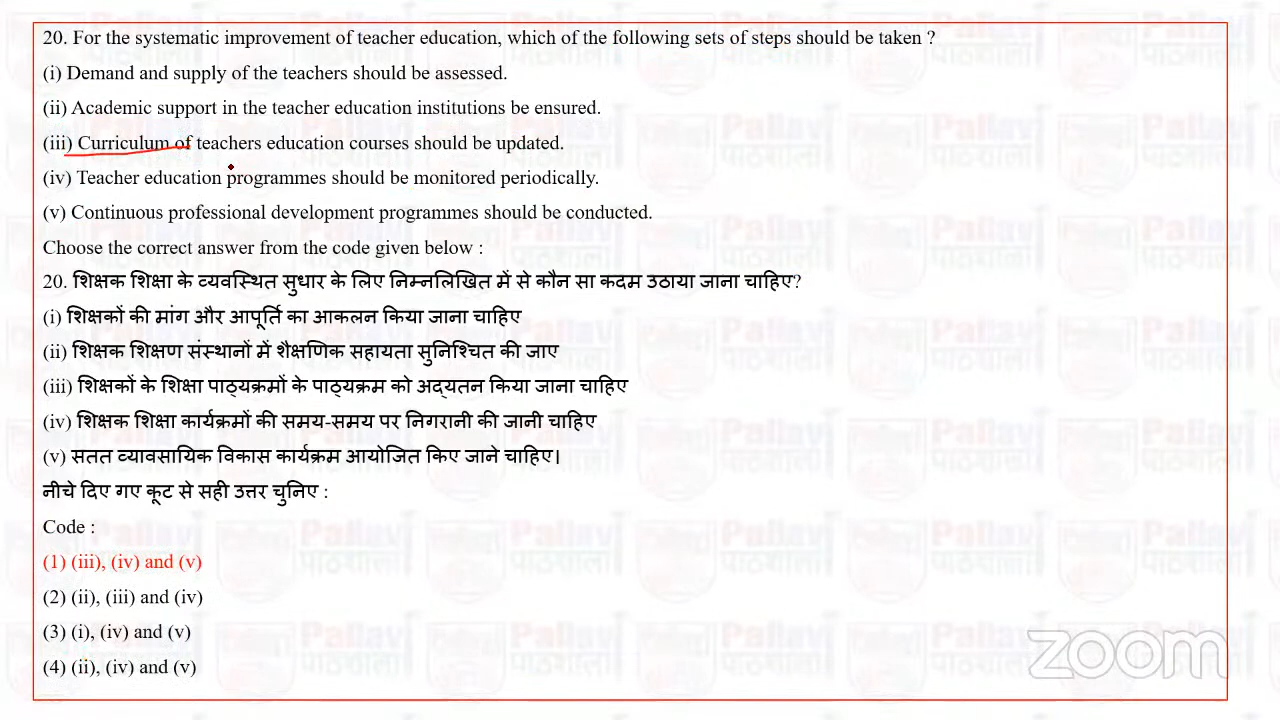 20. For the systematic improvement of teacher education, which of the following sets of steps should be taken ?
(i) Demand and supply of the teachers should be assessed.
(ii) Academic support in the teacher education institutions be ensured.
(iii) Curriculum of teachers education courses should be updated.
(iv) Teacher education programmes should be monitored periodically.
(v) Continuous professional development programmes should be conducted.
Choose the correct answer from the code given below :
20. शिक्षक शिक्षा के व्यवस्थित सुधार के लिए निम्नलिखित में से कौन सा कदम उठाया जाना चाहिए?
(i) शिक्षकों की मांग और आपूर्ति का आकलन किया जाना चाहिए
(ii) शिक्षक शिक्षण संस्थानों में शैक्षणिक सहायता सुनिश्चित की जाए
(iii) शिक्षकों के शिक्षा पाठ्यक्रमों के पाठ्यक्रम को अद्यतन किया जाना चाहिए
(iv) शिक्षक शिक्षा कार्यक्रमों की समय-समय पर निगरानी की जानी चाहिए
(v) सतत व्यावसायिक विकास कार्यक्रम आयोजित किए जाने चाहिए।
नीचे दिए गए कूट से सही उत्तर चुनिए :
Code :
(1) (iii), (iv) and (v)
(2) (ii), (iii) and (iv)
(3) (i), (iv) and (v)
(4) (ii), (iv) and (v)
zoom
Pallavi
पाठशाला